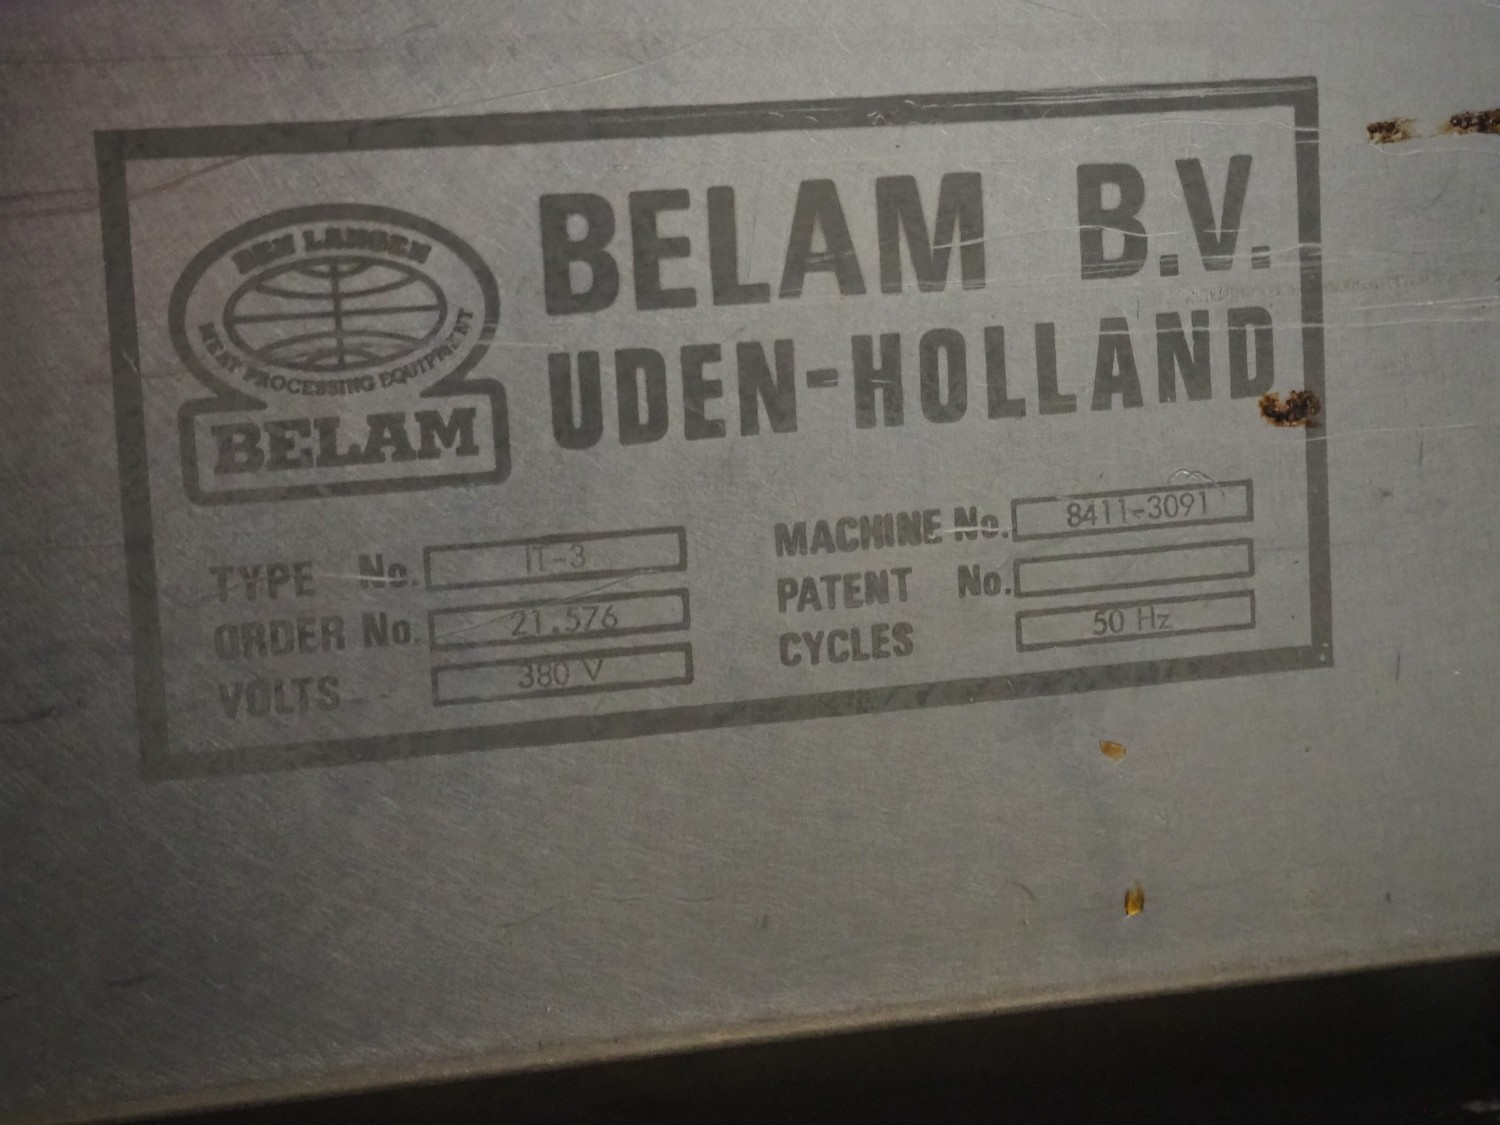 BELAM B.V.
UDEN-HOLLAND
MEAT PROCESSING EQUIPMENT
BELAM
TYPE No. IT-3
ORDER No. 21.576
VOLTS 380 V
MACHINE No. 8411-3091
PATENT No.
CYCLES 50 Hz